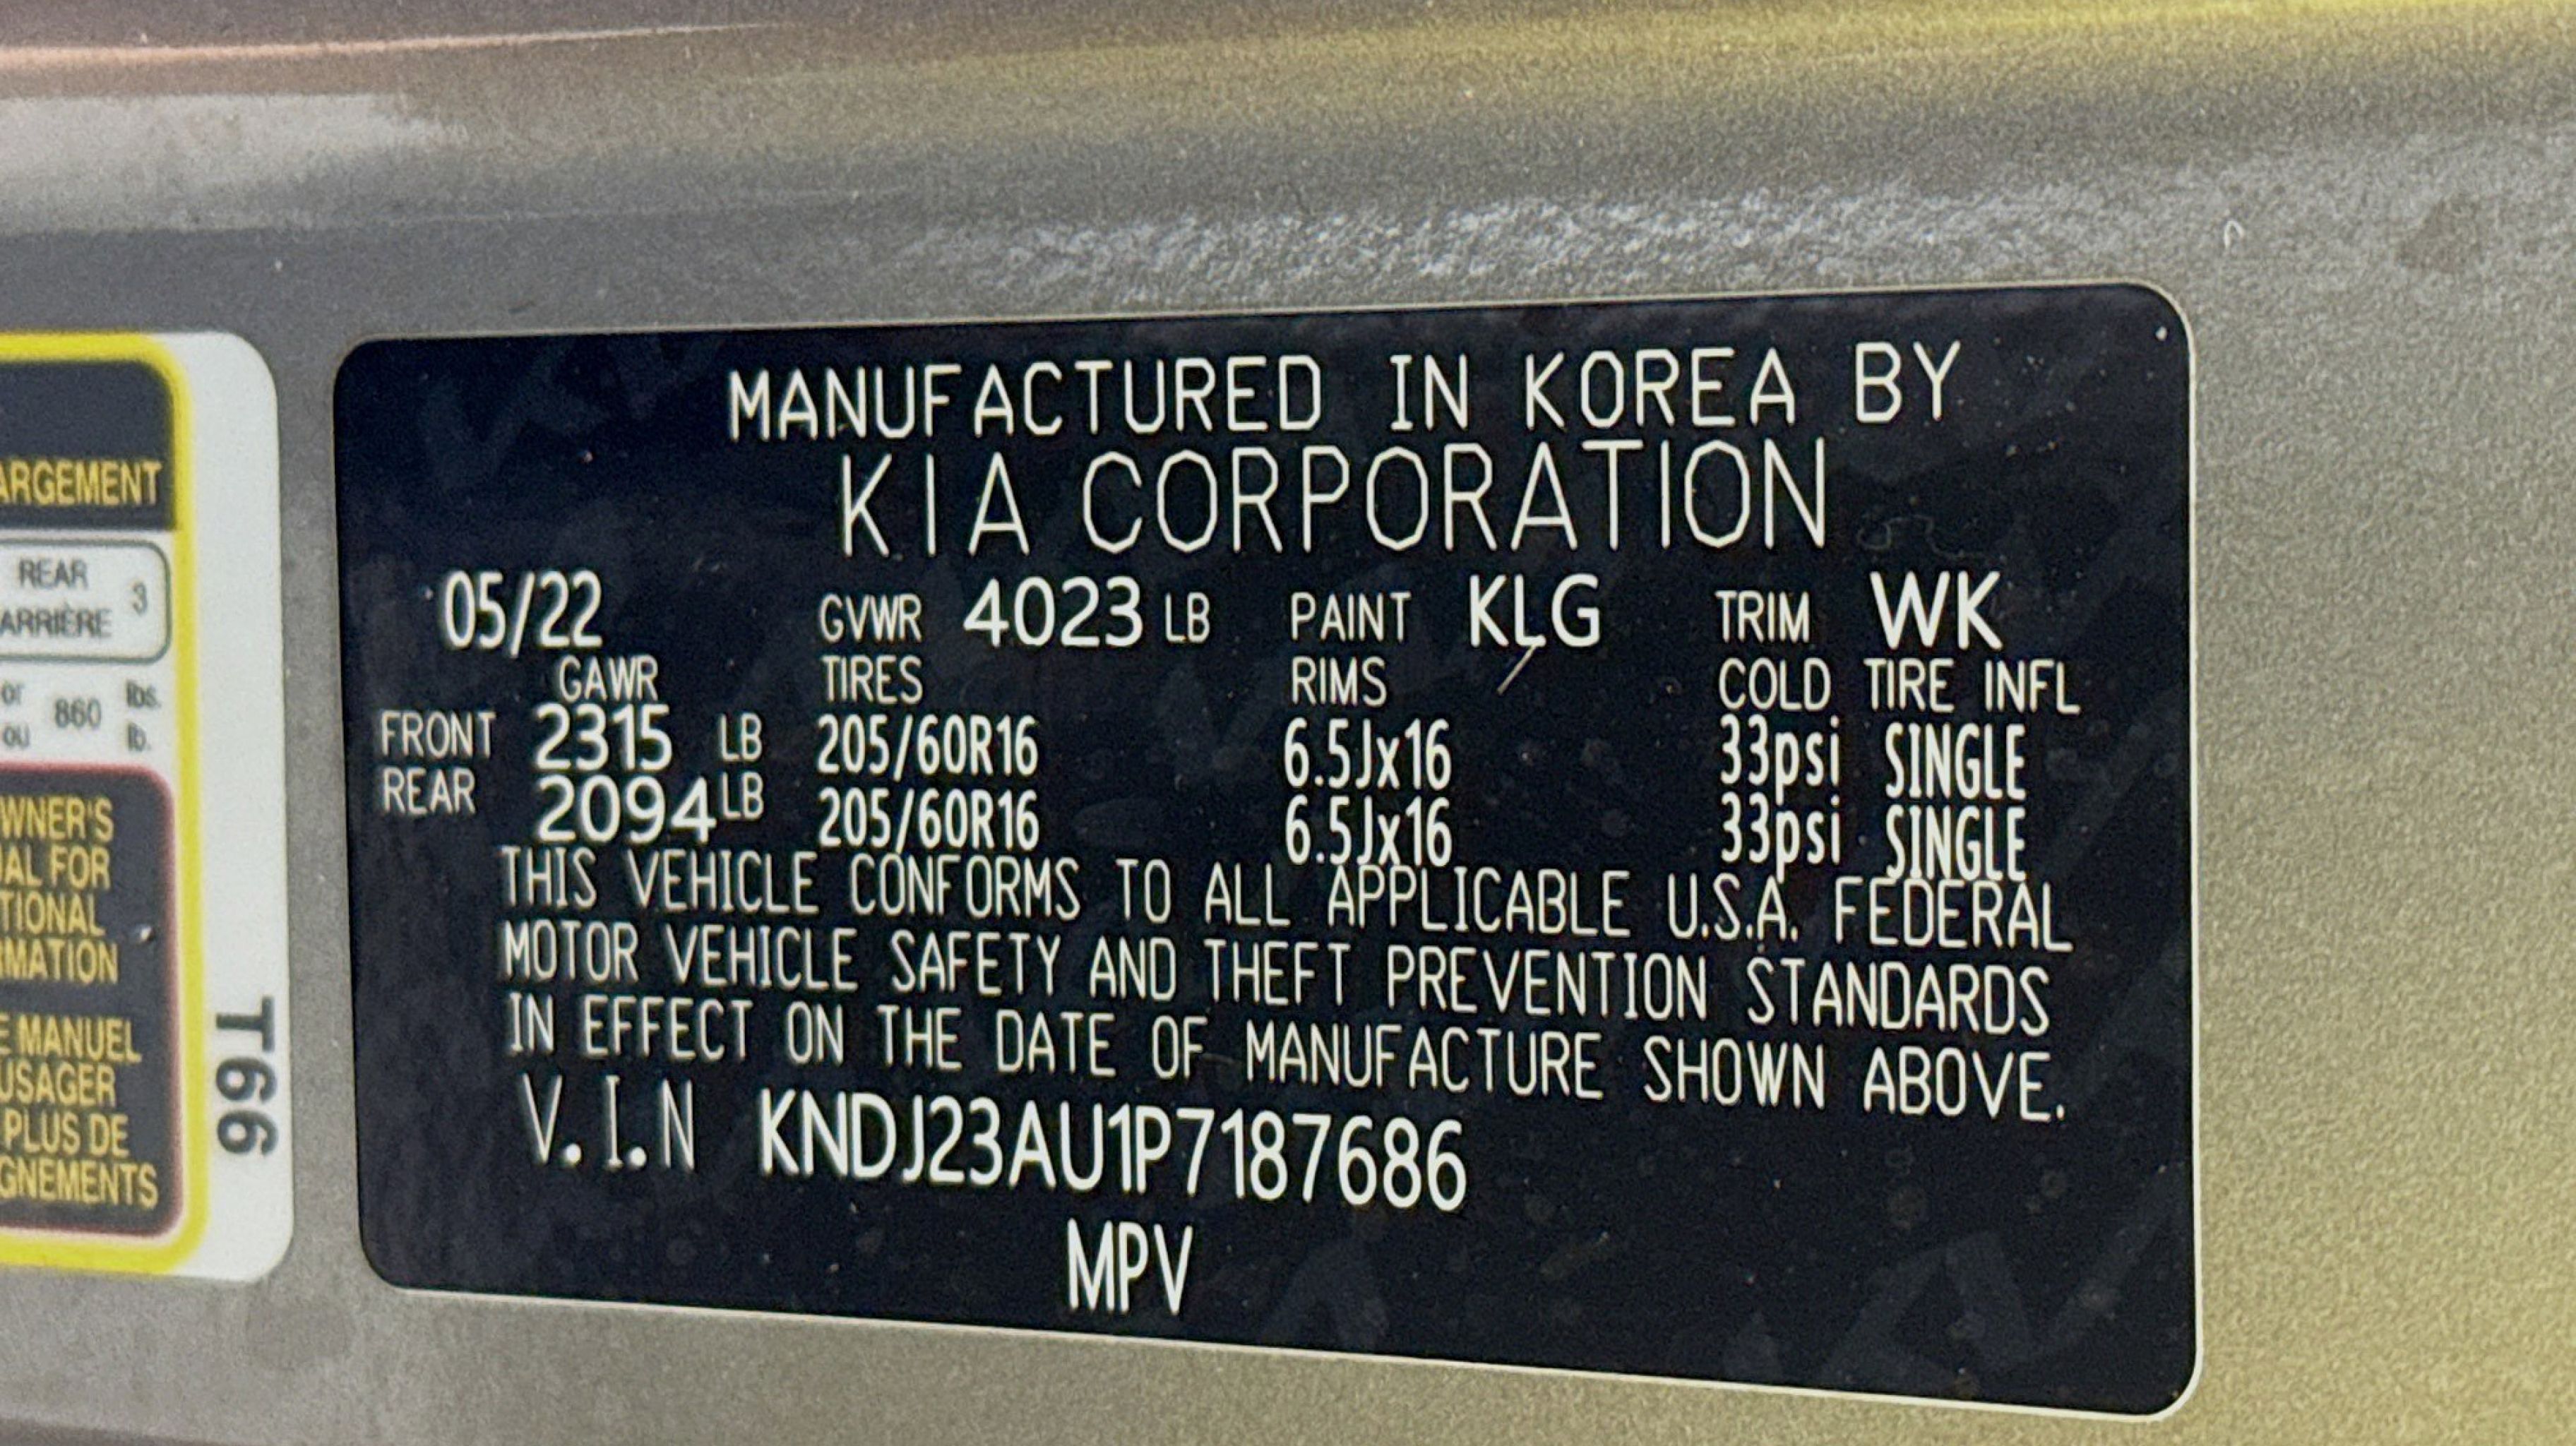 ARGEMENT
REAR
ARRIÈRE
3
or
ou
860
lbs.
lb.
OWNER'S
UAL FOR
TIONAL
RMATION
E MANUEL
USAGER
PLUS DE
GNEMENTS
T66
MANUFACTURED IN KOREA BY
KIA CORPORATION
05/22 GVWR 4023 LB PAINT KLG TRIM WK
GAWR TIRES RIMS COLD TIRE INFL
FRONT 2315 LB 205/60R16 6.5Jx16 33psi SINGLE
REAR 2094 LB 205/60R16 6.5Jx16 33psi SINGLE
THIS VEHICLE CONFORMS TO ALL APPLICABLE U.S.A. FEDERAL
MOTOR VEHICLE SAFETY AND THEFT PREVENTION STANDARDS
IN EFFECT ON THE DATE OF MANUFACTURE SHOWN ABOVE.
V.I.N KNDJ23AU1P7187686
MPV